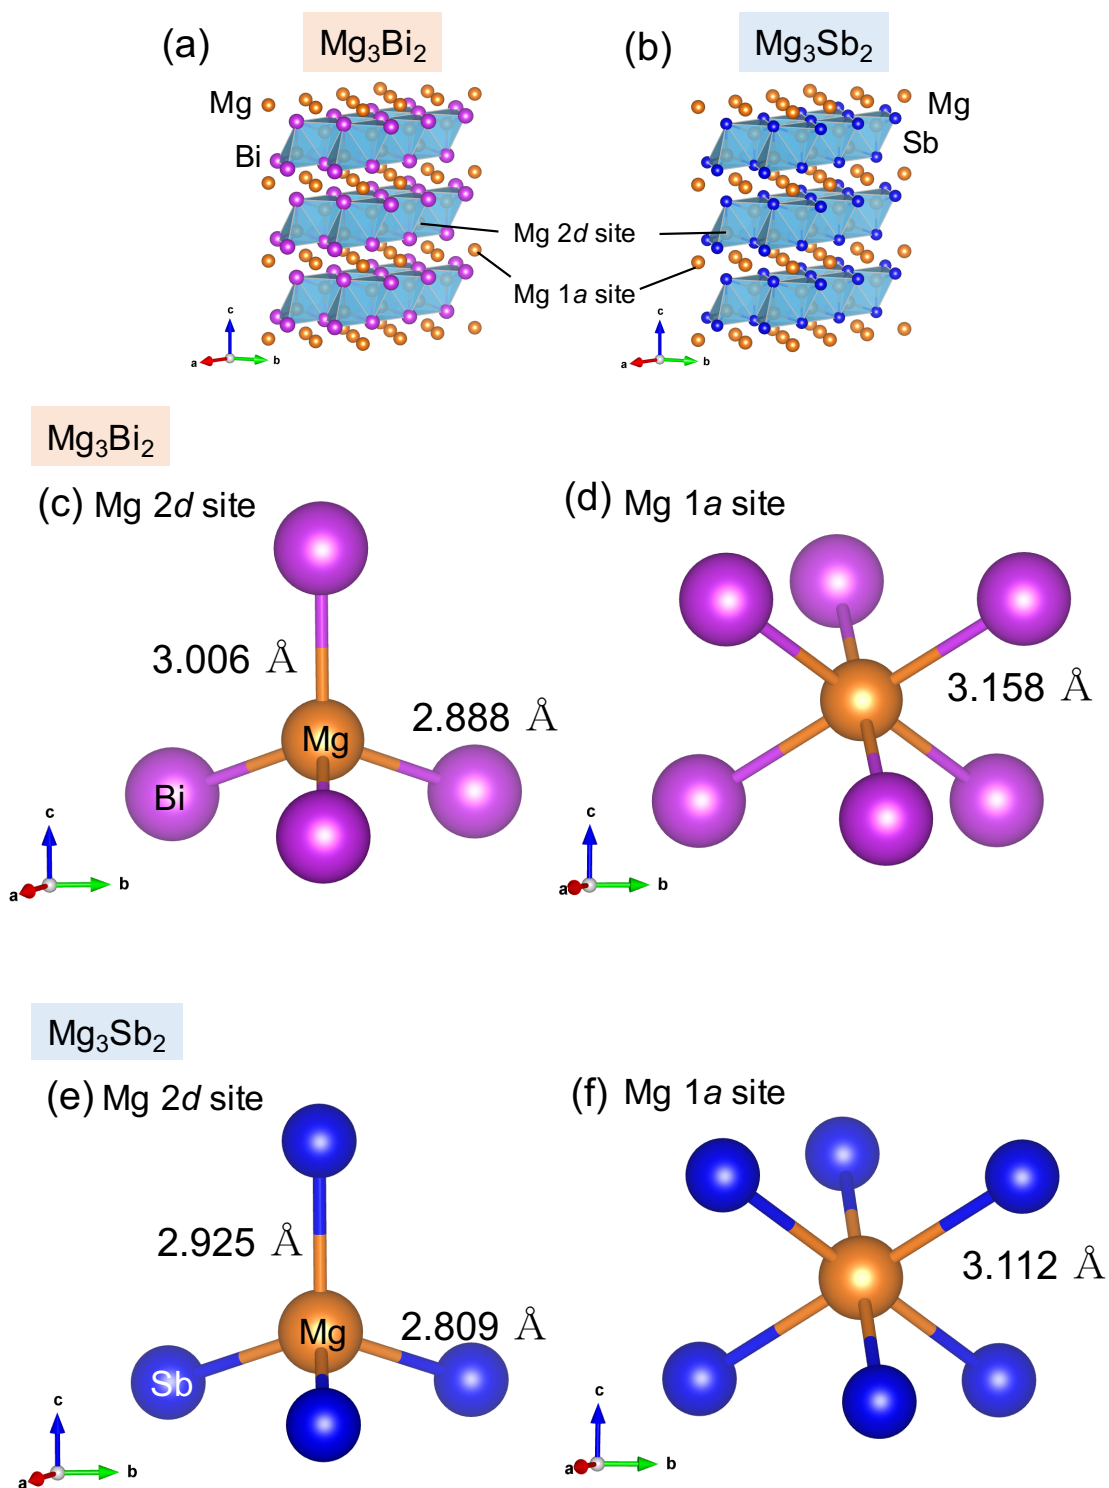 (a) Mg₃Bi₂
(b) Mg₃Sb₂
Mg
Bi
Mg
Sb
Mg 2d site
Mg 1a site
c
a
b
c
a
b
Mg₃Bi₂
(c) Mg 2d site
(d) Mg 1a site
3.006 Å
2.888 Å
3.158 Å
Mg
Bi
c
a
b
c
a
b
Mg₃Sb₂
(e) Mg 2d site
(f) Mg 1a site
2.925 Å
2.809 Å
3.112 Å
Mg
Sb
c
a
b
c
a
b